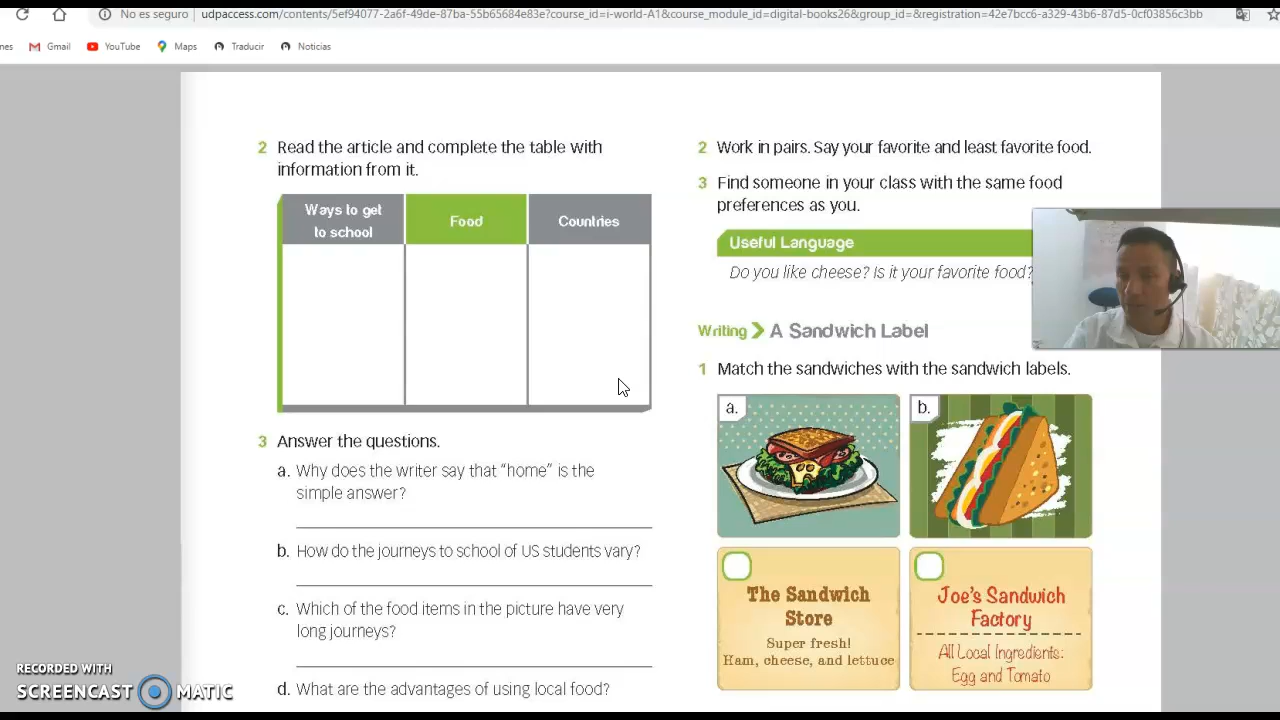 No es seguro
udpaccess.com/contents/5ef94077-2a6f-49de-87ba-55b65684e83e?course_id=i-world-A1&course_module_id=digital-books26&group_id=&registration=42e7bcc6-a329-43b6-87d5-0cf03856c3bb
nes
Gmail
YouTube
Maps
Traducir
Noticias
2 Read the article and complete the table with
information from it.
Ways to get
to school
Food
Countries
3 Answer the questions.
a. Why does the writer say that “home” is the
simple answer?
b. How do the journeys to school of US students vary?
c. Which of the food items in the picture have very
long journeys?
d. What are the advantages of using local food?
2 Work in pairs. Say your favorite and least favorite food.
3 Find someone in your class with the same food
preferences as you.
Useful Language
Do you like cheese? Is it your favorite food?
Writing A Sandwich Label
1 Match the sandwiches with the sandwich labels.
a.
b.
The Sandwich
Store
Super fresh!
Ham, cheese, and lettuce
Joe's Sandwich
Factory
All Local Ingredients:
Egg and Tomato
RECORDED WITH
SCREENCAST MATIC